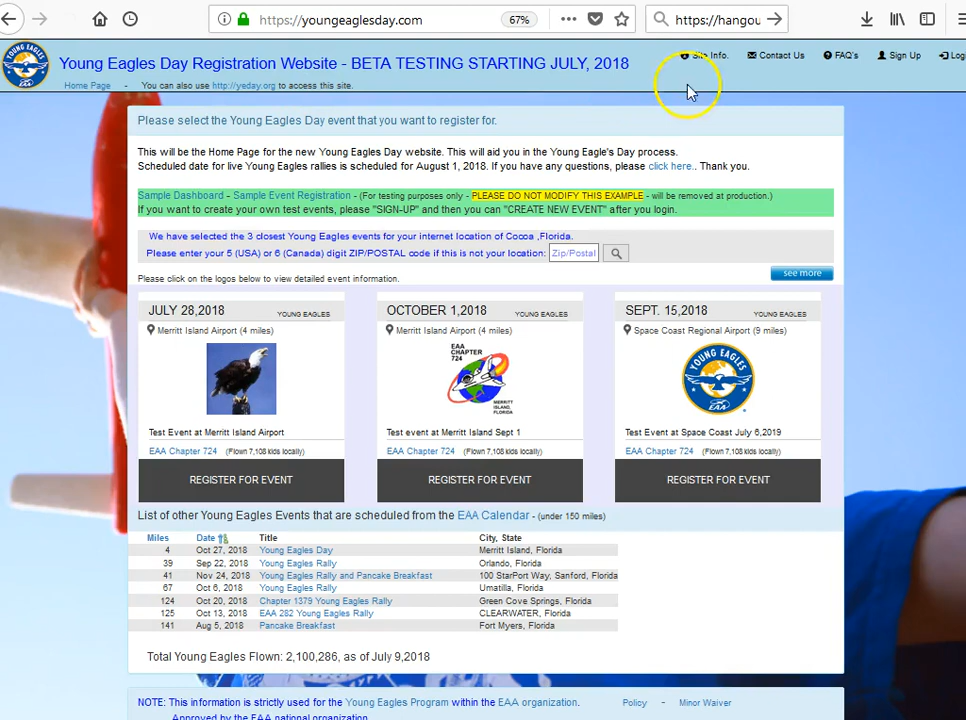 https://youngeaglesday.com 67% https://hangou
Site Info. Contact Us FAQ's Sign Up Logi
Young Eagles Day Registration Website - BETA TESTING STARTING JULY, 2018
Home Page - You can also use http://yeday.org to access this site.
Please select the Young Eagles Day event that you want to register for.
This will be the Home Page for the new Young Eagles Day website. This will aid you in the Young Eagle's Day process.
Scheduled date for live Young Eagles rallies is scheduled for August 1, 2018. If you have any questions, please click here.. Thank you.
Sample Dashboard - Sample Event Registration - (For testing purposes only - PLEASE DO NOT MODIFY THIS EXAMPLE - will be removed at production.)
If you want to create your own test events, please "SIGN-UP" and then you can "CREATE NEW EVENT" after you login.
We have selected the 3 closest Young Eagles events for your internet location of Cocoa ,Florida.
Please enter your 5 (USA) or 6 (Canada) digit ZIP/POSTAL code if this is not your location: Zip/Postal
see more
Please click on the logos below to view detailed event information.
JULY 28,2018 YOUNG EAGLES
Merritt Island Airport (4 miles)
Test Event at Merritt Island Airport
EAA Chapter 724 (Flown 7,108 kids locally)
REGISTER FOR EVENT
OCTOBER 1,2018 YOUNG EAGLES
Merritt Island Airport (4 miles)
EAA
CHAPTER
724
MERRITT
ISLAND,
FLORIDA
Test Event at Merritt Island Sept 1
EAA Chapter 724 (Flown 7,108 kids locally)
REGISTER FOR EVENT
SEPT. 15,2018 YOUNG EAGLES
Space Coast Regional Airport (9 miles)
YOUNG EAGLES
EAA
Test Event at Space Coast July 6,2019
EAA Chapter 724 (Flown 7,108 kids locally)
REGISTER FOR EVENT
List of other Young Eagles Events that are scheduled from the EAA Calendar - (under 150 miles)
Miles Date Title City, State
4 Oct 27, 2018 Young Eagles Day Merritt Island, Florida
39 Sep 22, 2018 Young Eagles Rally Orlando, Florida
41 Nov 24, 2018 Young Eagles Rally and Pancake Breakfast 100 StarPort Way, Sanford, Florida
67 Oct 6, 2018 Young Eagles Rally Umatilla, Florida
124 Oct 20, 2018 Chapter 1379 Young Eagles Rally Green Cove Springs, Florida
125 Oct 13, 2018 EAA 282 Young Eagles Rally CLEARWATER, Florida
141 Aug 5, 2018 Pancake Breakfast Fort Myers, Florida
Total Young Eagles Flown: 2,100,286, as of July 9,2018
NOTE: This information is strictly used for the Young Eagles Program within the EAA organization. Policy - Minor Waiver
Approved by the EAA national organization.